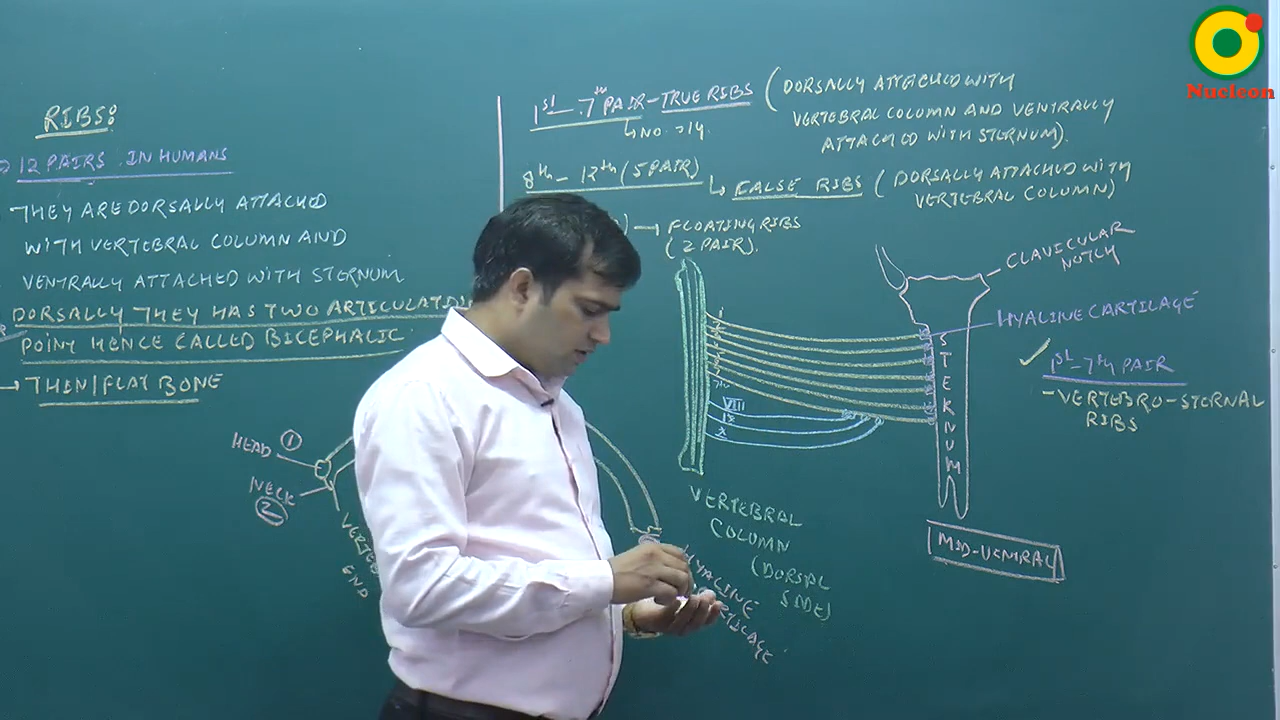 RIBS:
12 PAIRS IN HUMANS
THEY ARE DORSALLY ATTACHED
WITH VERTEBRAL COLUMN AND
VENTRALLY ATTACHED WITH STERNUM
DORSALLY THEY HAS TWO
POINT HENCE CALLED BICEPHALIC
→ THIN/FLAT BONE
HEAD 1
NECK
2
END
1st - 7th PAIR - TRUE RIBS (DORSALLY ATTACHED WITH
VERTEBRAL COLUMN AND VENTRALLY
ATTACHED WITH STERNUM).
↳ NO. → 14.
8th - 12th (5 PAIR)
↳ FALSE RIBS (DORSALLY ATTACHED WITH
VERTEBRAL COLUMN)
) → FLOATING RIBS
(2 PAIR).
CLAVICULAR
NOTCH
HYALINE CARTILAGE
STERNUM
✓ 1st - 7th PAIR
- VERTEBRO-STERNAL
RIBS
VIII
IX
X
VERTEBRAL
COLUMN
(DORSAL
SIDE)
HYALINE
MID-VENTRAL
Nucleon